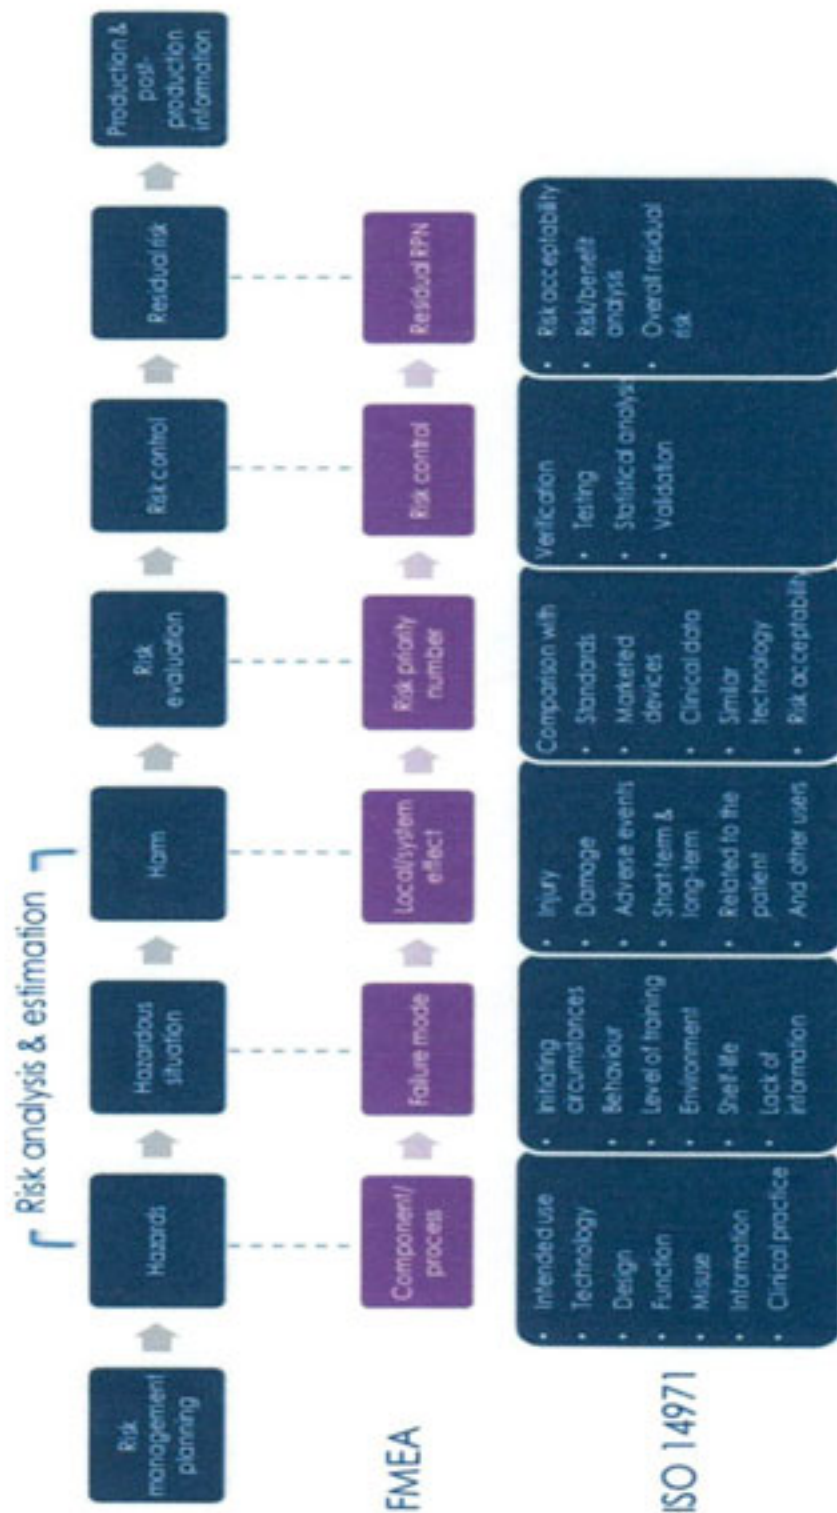 Risk analysis & estimation
Risk
management
planning
Hazards
Hazardous
situation
Harm
Risk
evaluation
Risk control
Residual risk
Production &
post-
production
information
FMEA
Component/
process
Failure mode
Local/system
effect
Risk priority
number
Risk control
Residual RPN
ISO 14971
• Intended use
• Technology
• Design
• Function
• Misuse
• Information
• Clinical practice
• Initiating
circumstances
• Behaviour
• Level of training
• Environment
• Shelf-life
• Lack of
information
• Injury
• Damage
• Adverse events
• Short-term &
long-term
• Related to the
patient
• And other users
Comparison with
• Standards
• Marketed
devices
• Clinical data
• Similar
technology
• Risk acceptability
Verification
• Testing
• Statistical analysis
• Validation
• Risk acceptability
• Risk/benefit
analysis
• Overall residual
risk